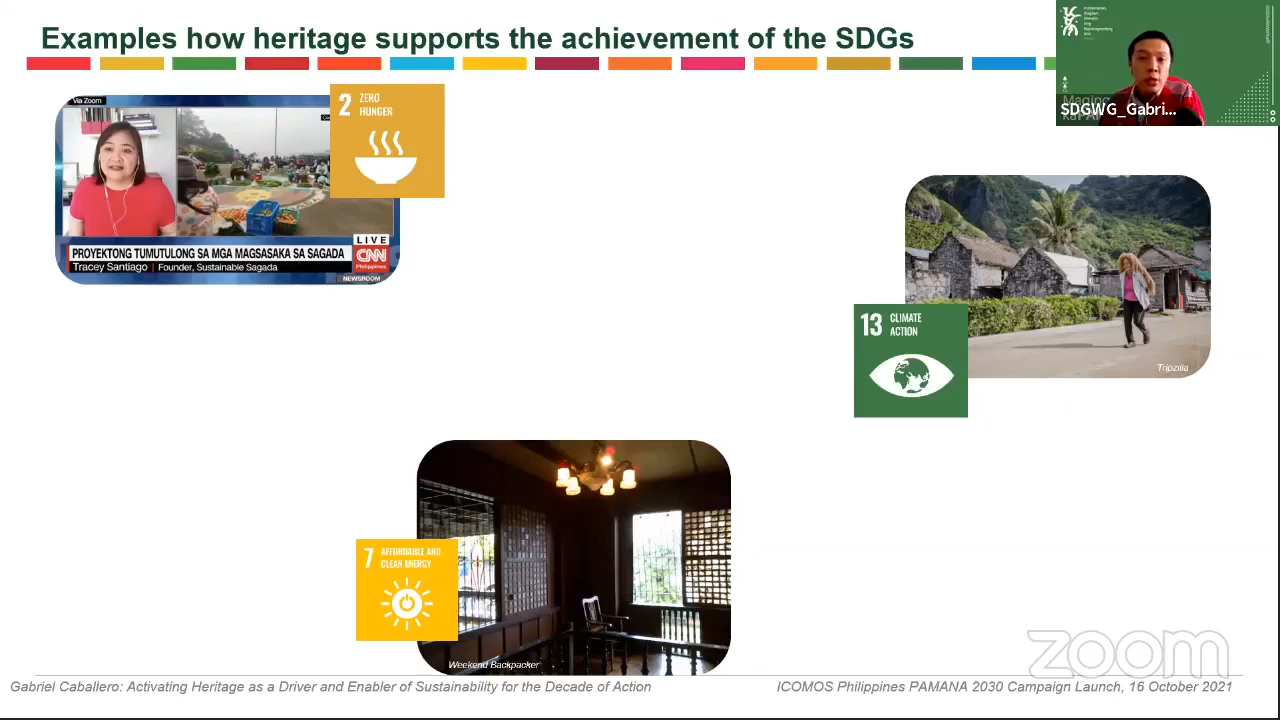 Examples how heritage supports the achievement of the SDGs
SDGWG_Gabri...
Via Zoom
2 ZERO
HUNGER
LIVE
PROYEKTONG TUMUTULONG SA MGA MAGSASAKA SA SAGADA
CNN
Philippines
Tracey Santiago | Founder, Sustainable Sagada
NEWSROOM
13 CLIMATE
ACTION
Tripzilla
7 AFFORDABLE AND
CLEAN ENERGY
Weekend Backpacker
zoom
Gabriel Caballero: Activating Heritage as a Driver and Enabler of Sustainability for the Decade of Action
ICOMOS Philippines PAMANA 2030 Campaign Launch, 16 October 2021